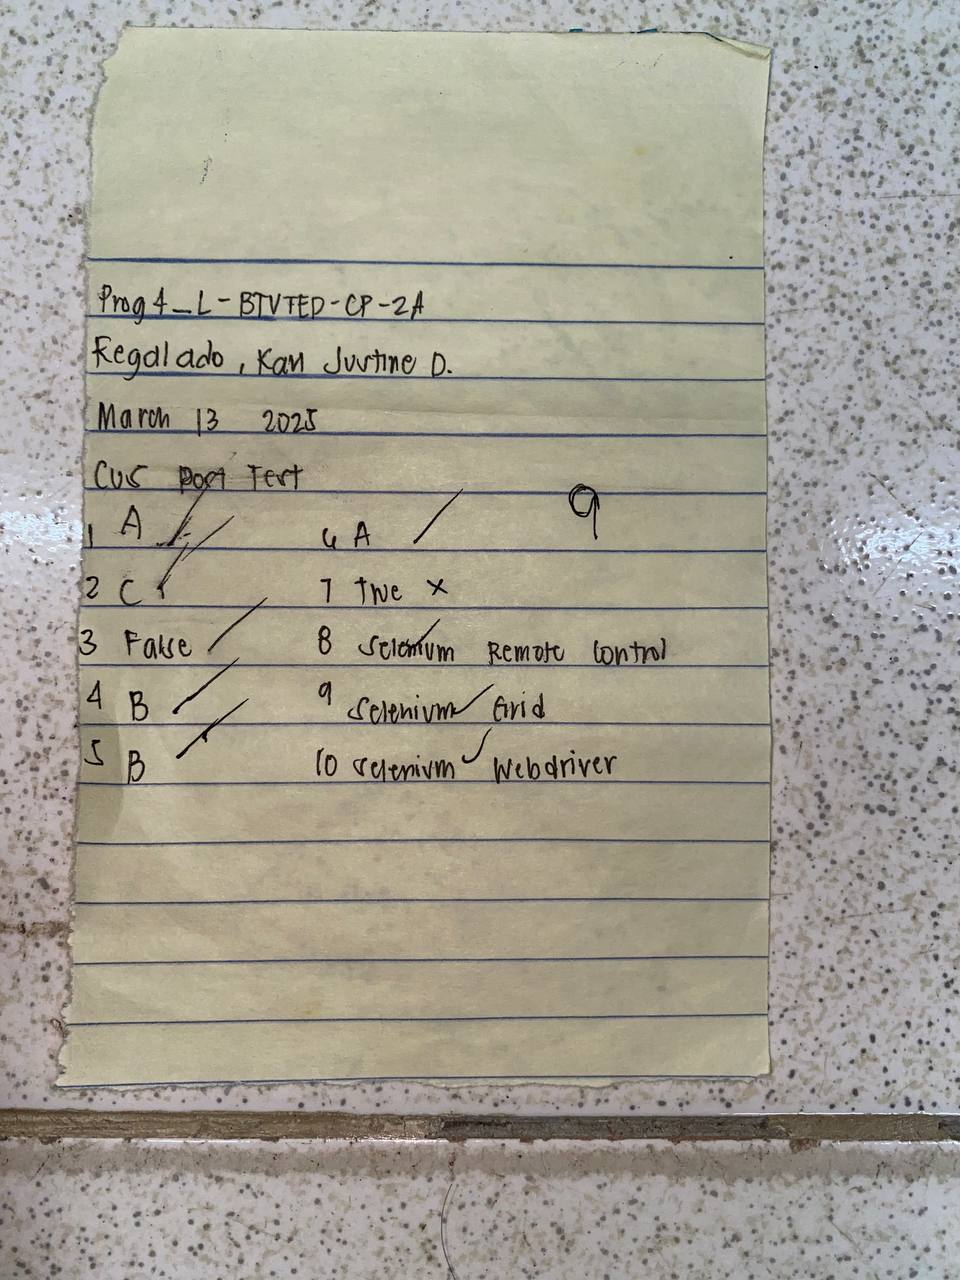 Prog 4_L - BTVTED - CP - 2A
Regalado, Kan Justine D.
March 13 2025
CUS Post Test
1 A
2 C
3 False
4 B
5 B
6 A
7 True x
8 Selenium Remote Control
9 Selenium Grid
10 Selenium Webdriver
9